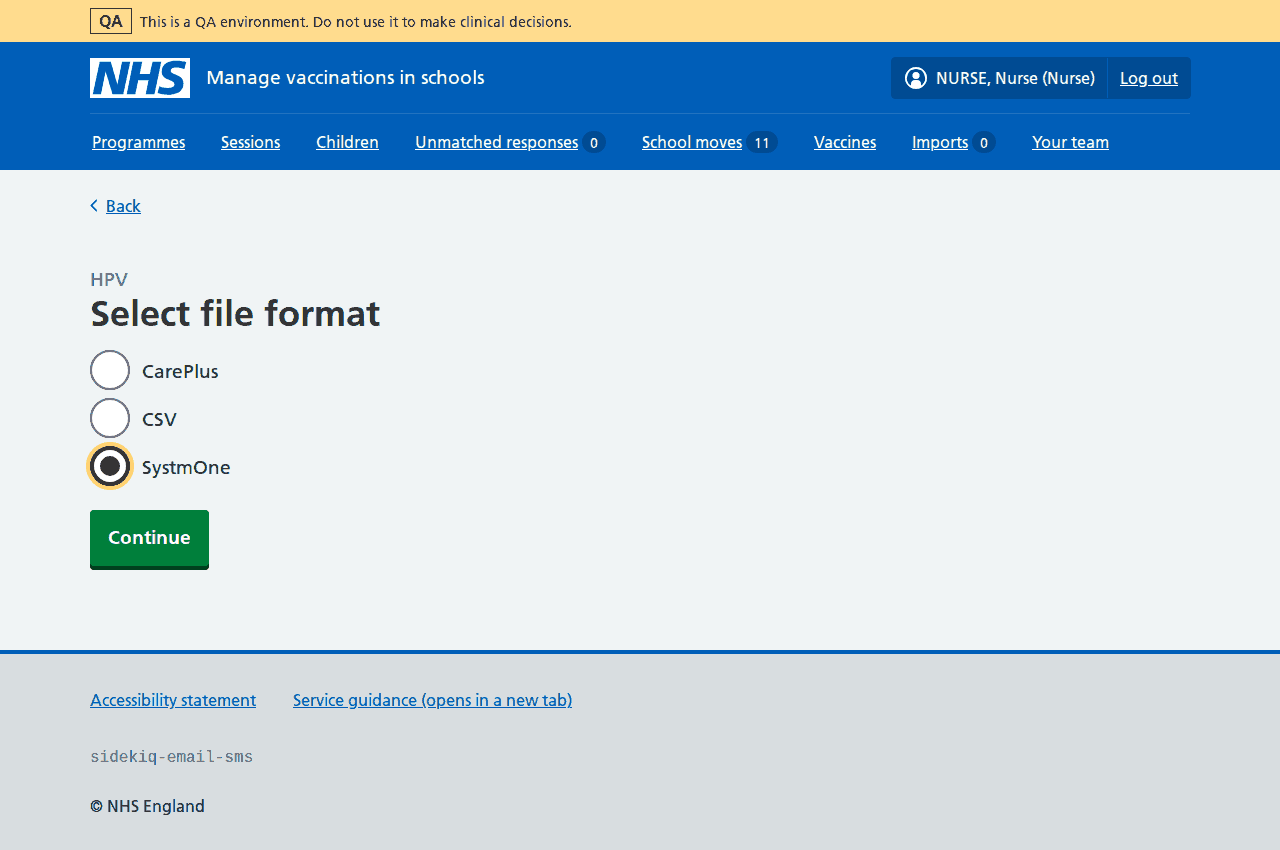 QA This is a QA environment. Do not use it to make clinical decisions.
NHS Manage vaccinations in schools NURSE, Nurse (Nurse) Log out
Programmes Sessions Children Unmatched responses 0 School moves 11 Vaccines Imports 0 Your team
Back
HPV
Select file format
CarePlus
CSV
SystmOne
Continue
Accessibility statement Service guidance (opens in a new tab)
sidekiq-email-sms
© NHS England